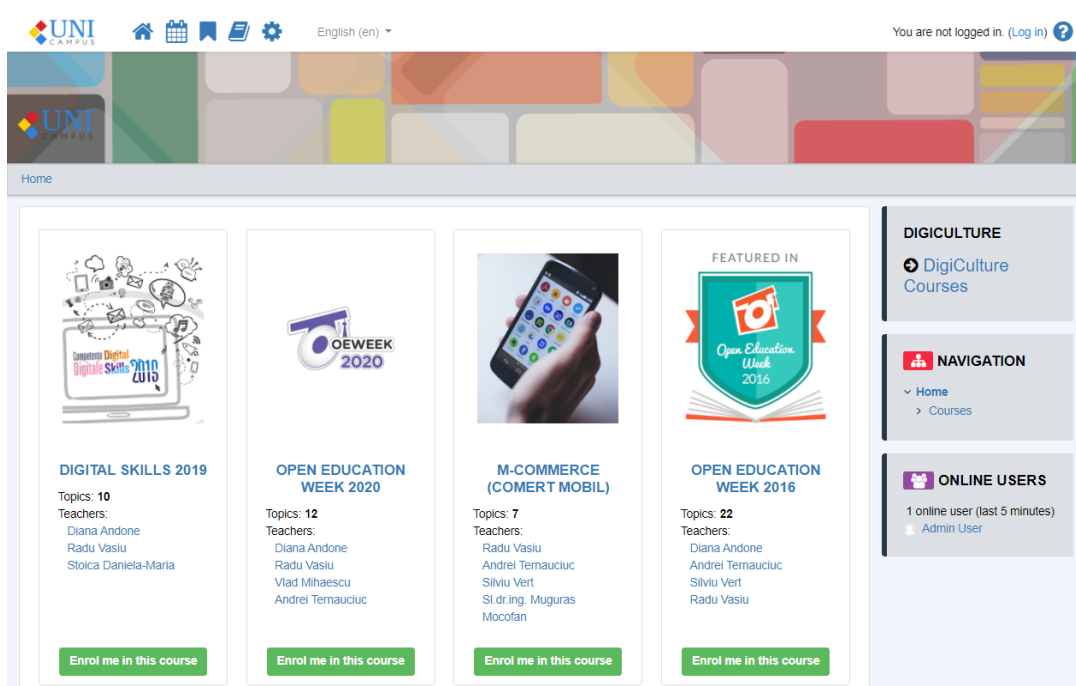 UNI
CAMPUS
English (en)
You are not logged in. (Log in)
UNI
CAMPUS
Home
Competențe Digital
Digitale Skills 2019
DIGITAL SKILLS 2019
Topics: 10
Teachers:
Diana Andone
Radu Vasiu
Stoica Daniela-Maria
Enrol me in this course
OEWEEK
2020
OPEN EDUCATION
WEEK 2020
Topics: 12
Teachers:
Diana Andone
Radu Vasiu
Vlad Mihaescu
Andrei Ternauciuc
Enrol me in this course
M-COMMERCE
(COMERT MOBIL)
Topics: 7
Teachers:
Radu Vasiu
Andrei Ternauciuc
Silviu Vert
Sl.dr.ing. Muguras
Mocofan
Enrol me in this course
FEATURED IN
Open Education
Week
2016
OPEN EDUCATION
WEEK 2016
Topics: 22
Teachers:
Diana Andone
Andrei Ternauciuc
Silviu Vert
Radu Vasiu
Enrol me in this course
DIGICULTURE
DigiCulture
Courses
NAVIGATION
Home
Courses
ONLINE USERS
1 online user (last 5 minutes)
Admin User